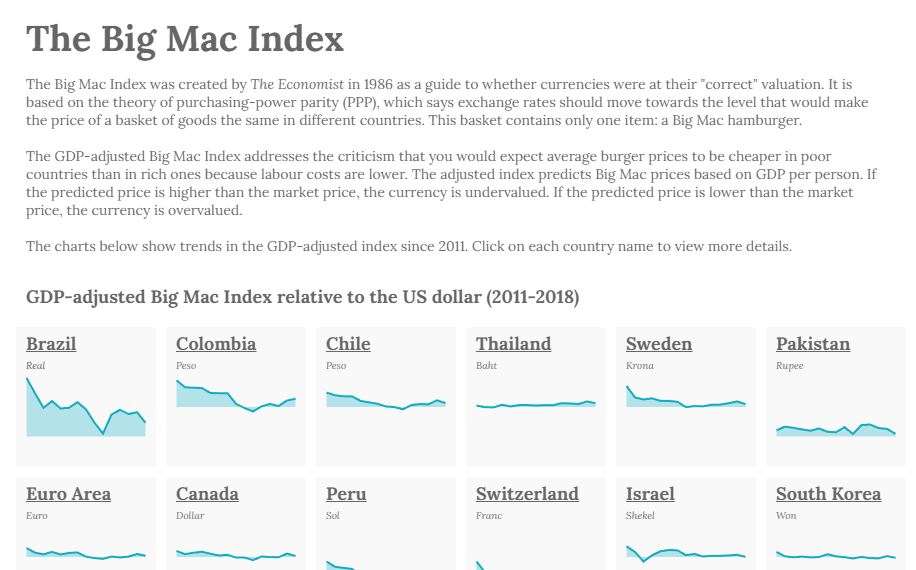 The Big Mac Index
The Big Mac Index was created by The Economist in 1986 as a guide to whether currencies were at their "correct" valuation. It is
based on the theory of purchasing-power parity (PPP), which says exchange rates should move towards the level that would make
the price of a basket of goods the same in different countries. This basket contains only one item: a Big Mac hamburger.
The GDP-adjusted Big Mac Index addresses the criticism that you would expect average burger prices to be cheaper in poor
countries than in rich ones because labour costs are lower. The adjusted index predicts Big Mac prices based on GDP per person. If
the predicted price is higher than the market price, the currency is undervalued. If the predicted price is lower than the market
price, the currency is overvalued.
The charts below show trends in the GDP-adjusted index since 2011. Click on each country name to view more details.
GDP-adjusted Big Mac Index relative to the US dollar (2011-2018)
Brazil Colombia Chile Thailand Sweden Pakistan
Real Peso Peso Baht Krona Rupee
Euro Area Canada Peru Switzerland Israel South Korea
Euro Dollar Sol Franc Shekel Won